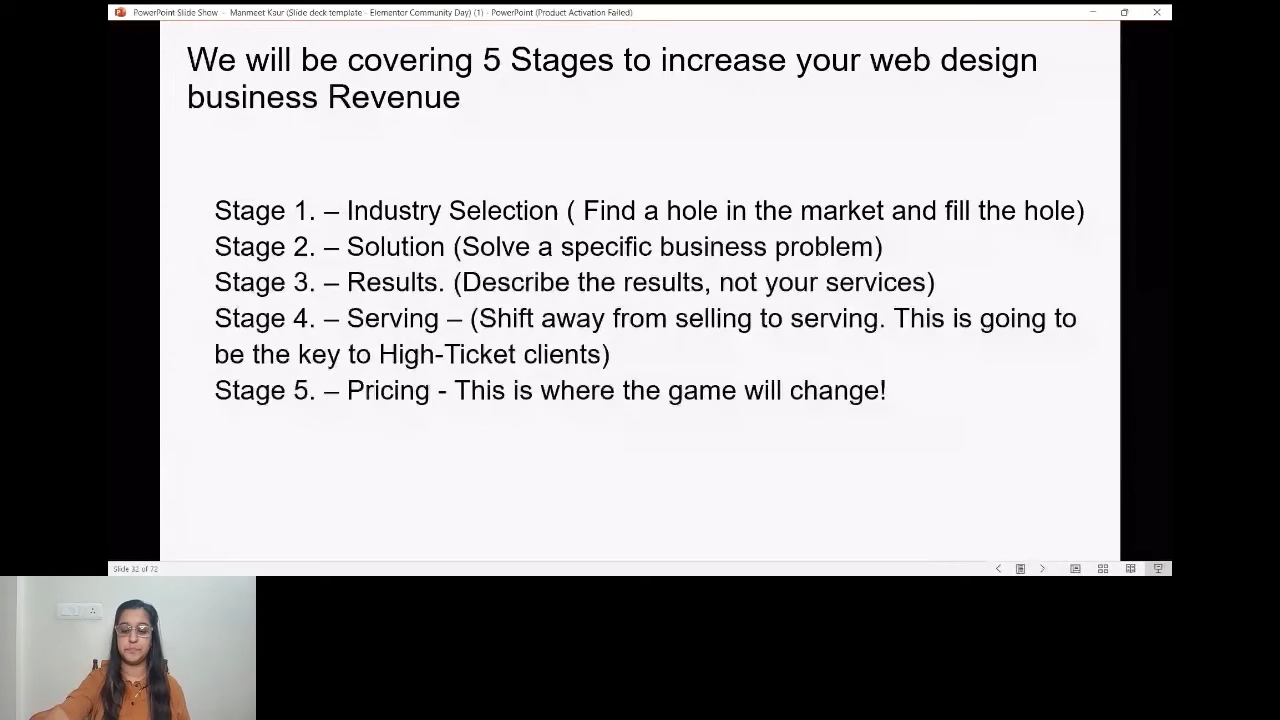 PowerPoint Slide Show - Manmeet Kaur (Slide deck template - Elementor Community Day) (1) - PowerPoint (Product Activation Failed)
We will be covering 5 Stages to increase your web design
business Revenue
Stage 1. – Industry Selection ( Find a hole in the market and fill the hole)
Stage 2. – Solution (Solve a specific business problem)
Stage 3. – Results. (Describe the results, not your services)
Stage 4. – Serving – (Shift away from selling to serving. This is going to
be the key to High-Ticket clients)
Stage 5. – Pricing - This is where the game will change!
Slide 32 of 72